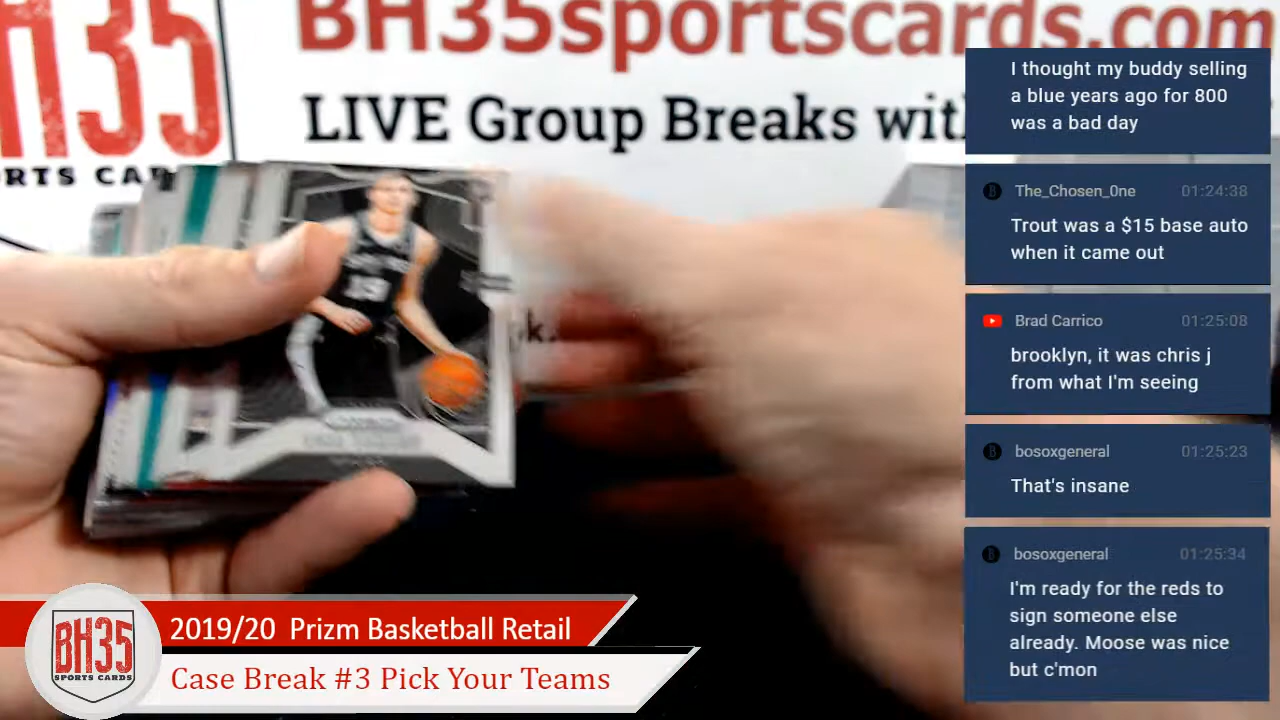 BH35sportscards.com
LIVE Group Breaks with
BH35
I thought my buddy selling
a blue years ago for 800
was a bad day
The_Chosen_0ne 01:24:38
Trout was a $15 base auto
when it came out
Brad Carrico 01:25:08
brooklyn, it was chris j
from what I'm seeing
bosoxgeneral 01:25:23
That's insane
bosoxgeneral 01:25:34
I'm ready for the reds to
sign someone else
already. Moose was nice
but c'mon
BH35
SPORTS CARDS
2019/20 Prizm Basketball Retail
Case Break #3 Pick Your Teams